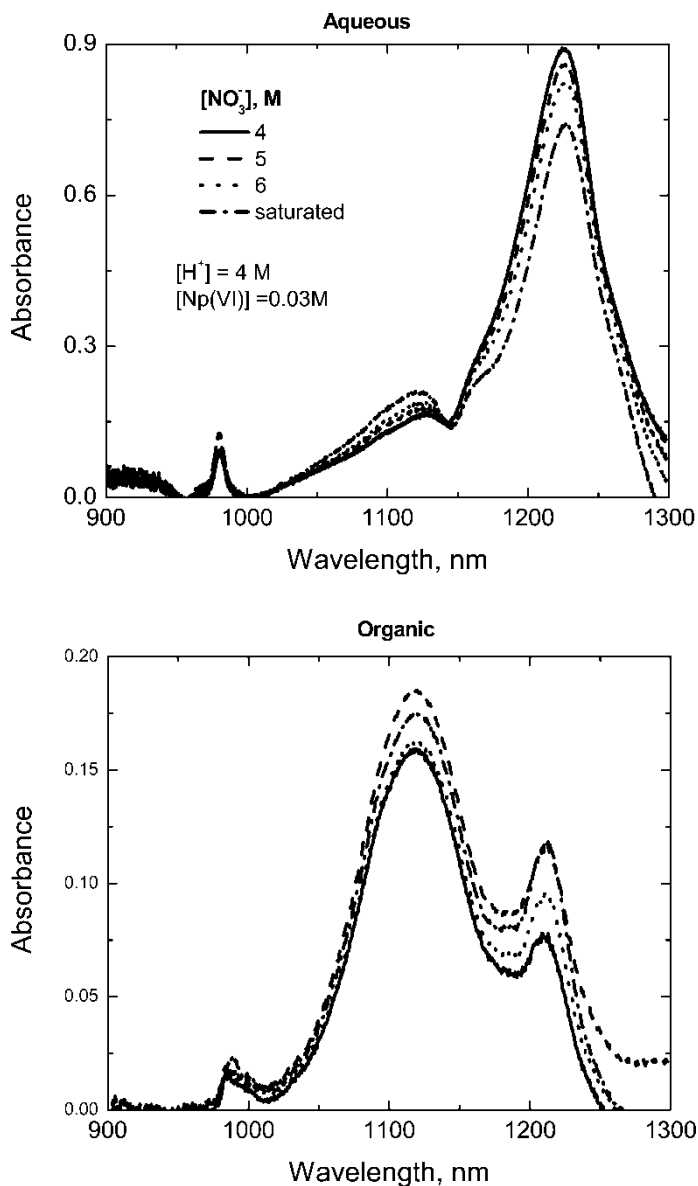 Aqueous
0.9
0.6
0.3
0.0
Absorbance
[NO₃⁻], M
4
5
6
saturated
[H⁺] = 4 M
[Np(VI)] =0.03M
900
1000
1100
1200
1300
Wavelength, nm
Organic
0.20
0.15
0.10
0.05
0.00
Absorbance
900
1000
1100
1200
1300
Wavelength, nm